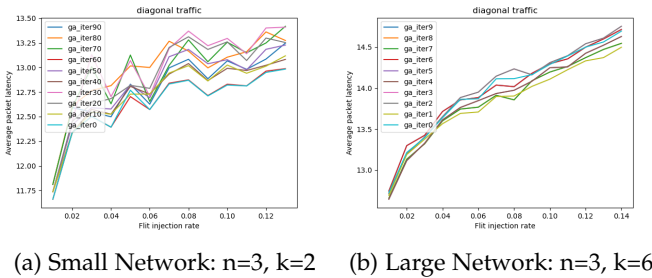 diagonal traffic
13.50
13.25
13.00
12.75
12.50
12.25
12.00
11.75
Average packet latency
ga_iter90
ga_iter80
ga_iter70
ga_iter60
ga_iter50
ga_iter40
ga_iter30
ga_iter20
ga_iter10
ga_iter0
0.02 0.04 0.06 0.08 0.10 0.12
Flit injection rate
(a) Small Network: n=3, k=2
diagonal traffic
14.5
14.0
13.5
13.0
Average packet latency
ga_iter9
ga_iter8
ga_iter7
ga_iter6
ga_iter5
ga_iter4
ga_iter3
ga_iter2
ga_iter1
ga_iter0
0.02 0.04 0.06 0.08 0.10 0.12 0.14
Flit injection rate
(b) Large Network: n=3, k=6